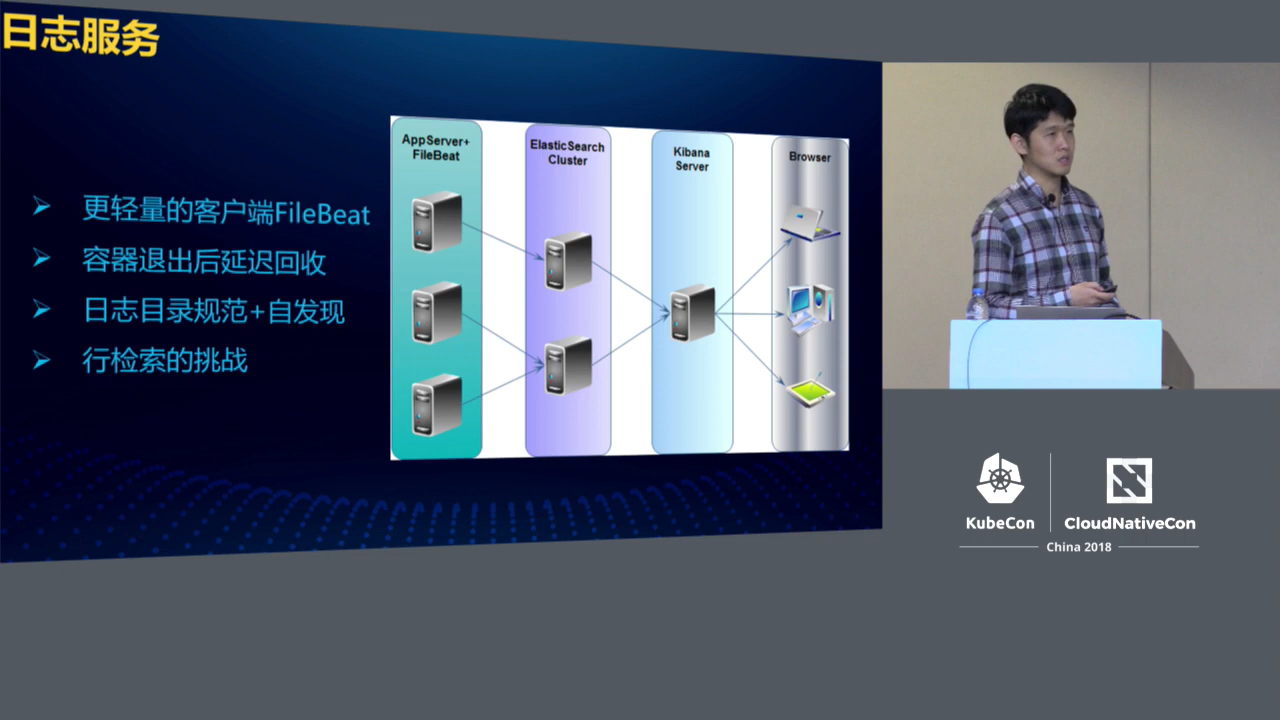 日志服务
更轻量的客户端FileBeat
容器退出后延迟回收
日志目录规范+自发现
行检索的挑战
AppServer+
FileBeat
ElasticSearch
Cluster
Kibana
Server
Browser
KubeCon
CloudNativeCon
China 2018